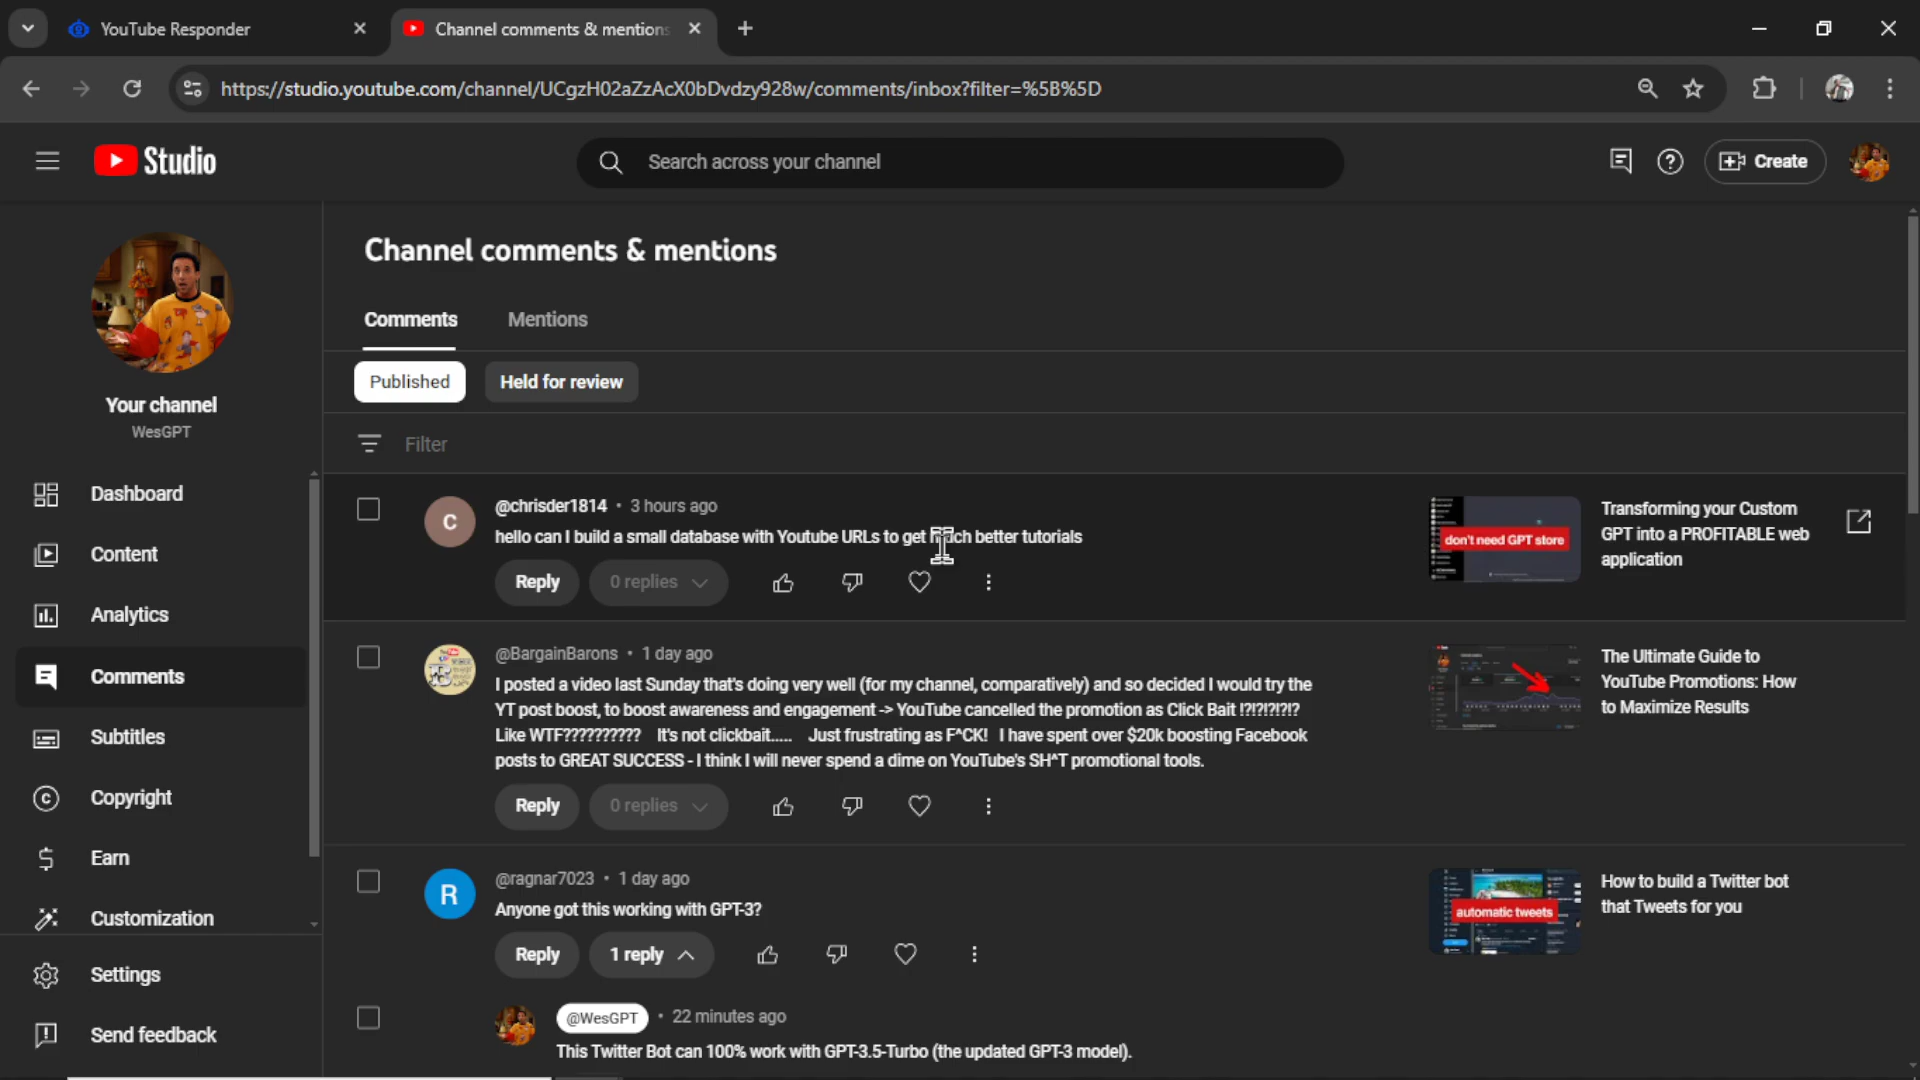 YouTube Responder
Channel comments & mentions
https://studio.youtube.com/channel/UCgzH02aZzAcX0bDvdzy928w/comments/inbox?filter=%5B%5D
Studio
Search across your channel
Create
Your channel
WesGPT
Dashboard
Content
Analytics
Comments
Subtitles
Copyright
Earn
Customization
Settings
Send feedback
Channel comments & mentions
Comments
Mentions
Published
Held for review
Filter
@chrisder1814 • 3 hours ago
hello can I build a small database with Youtube URLs to get much better tutorials
Reply
0 replies
don't need GPT store
Transforming your Custom
GPT into a PROFITABLE web
application
@BargainBarons • 1 day ago
I posted a video last Sunday that's doing very well (for my channel, comparatively) and so decided I would try the
YT post boost, to boost awareness and engagement -> YouTube cancelled the promotion as Click Bait !?!?!?!?!?
Like WTF?????????? It's not clickbait..... Just frustrating as F^CK! I have spent over $20k boosting Facebook
posts to GREAT SUCCESS - I think I will never spend a dime on YouTube's SH^T promotional tools.
Reply
0 replies
The Ultimate Guide to
YouTube Promotions: How
to Maximize Results
R
@ragnar7023 • 1 day ago
Anyone got this working with GPT-3?
Reply
1 reply
automatic tweets
How to build a Twitter bot
that Tweets for you
@WesGPT • 22 minutes ago
This Twitter Bot can 100% work with GPT-3.5-Turbo (the updated GPT-3 model).